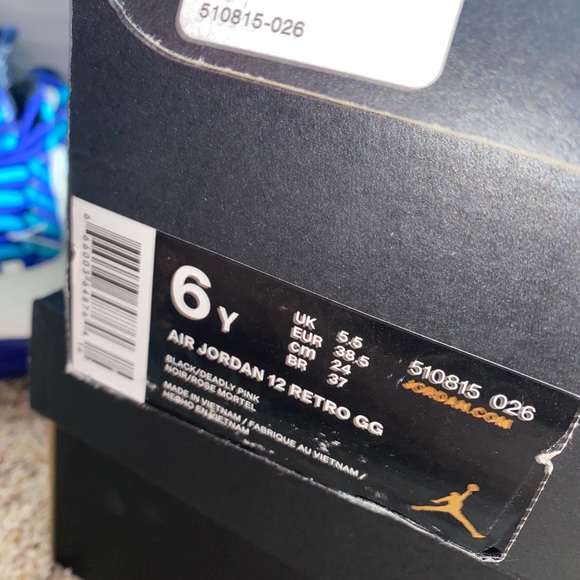 510815-026
6 Y
UK 5.5
EUR 38.5
cm 24
BR 37
510815 026
JORDAN.COM
AIR JORDAN 12 RETRO GG
BLACK/DEADLY PINK
NOIR/ROSE MORTEL
MADE IN VIETNAM / FABRIQUE AU VIETNAM /
HECHO EN VIETNAM